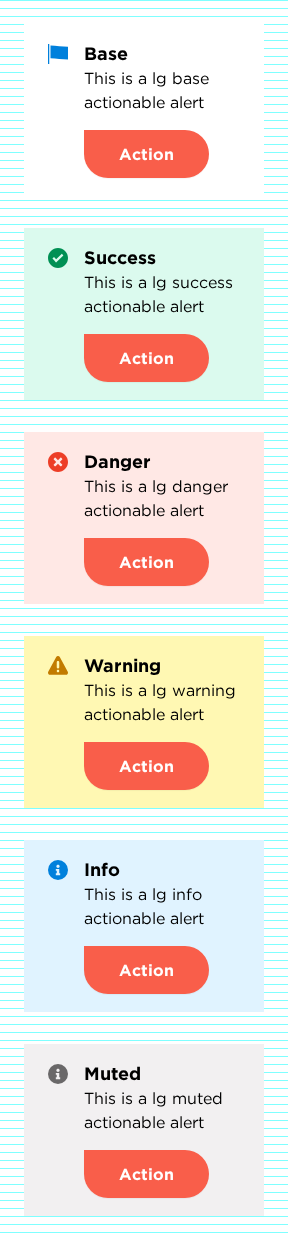 Base
This is a lg base
actionable alert
Action
Success
This is a lg success
actionable alert
Action
Danger
This is a lg danger
actionable alert
Action
Warning
This is a lg warning
actionable alert
Action
Info
This is a lg info
actionable alert
Action
Muted
This is a lg muted
actionable alert
Action